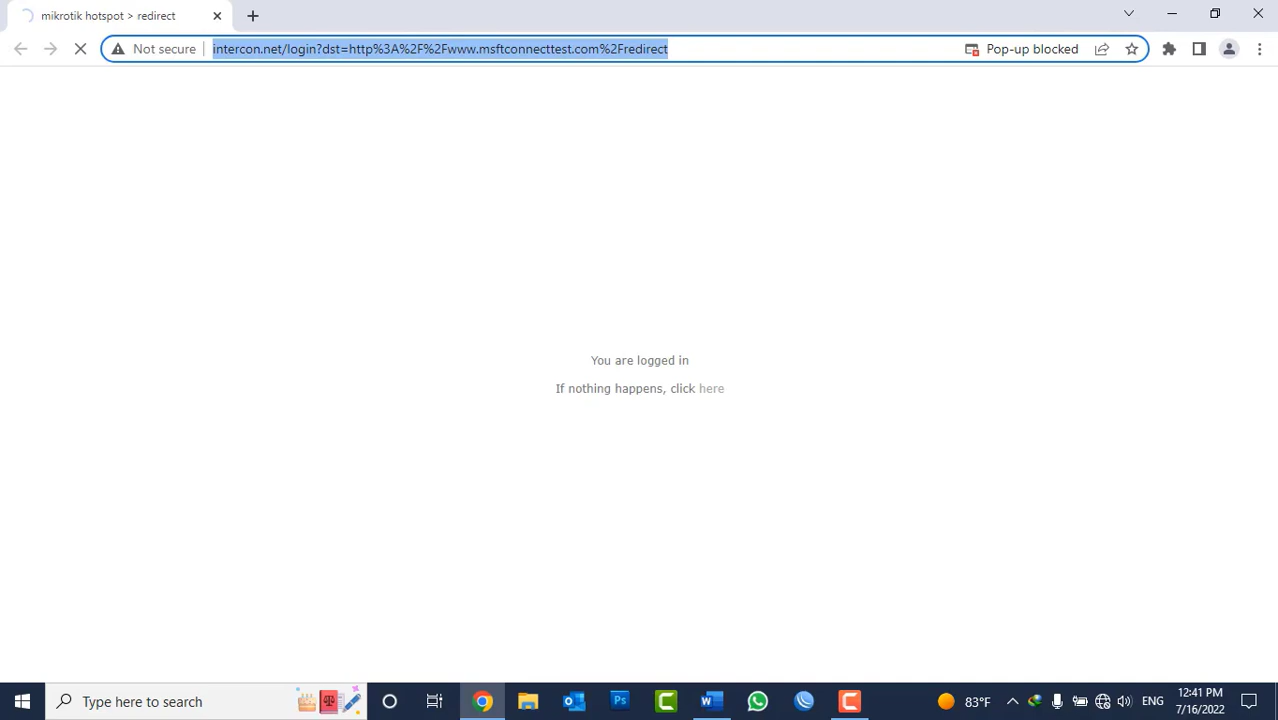 mikrotik hotspot > redirect
Not secure
intercon.net/login?dst=http%3A%2F%2Fwww.msftconnecttest.com%2Fredirect
Pop-up blocked
You are logged in
If nothing happens, click here
Type here to search
Ps
83°F
ENG
12:41 PM
7/16/2022